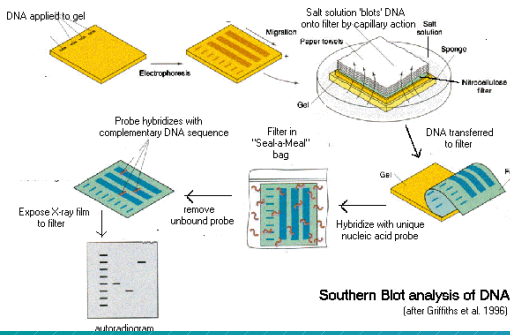 DNA applied to gel
Electrophoresis
Migration
Salt solution 'blots' DNA
onto filter by capillary action
Paper towels
Salt
solution
Sponge
Nitrocellulose
filter
Gel
DNA transferred
to filter
Gel
Hybridize with unique
nucleic acid probe
Filter in
"Seal-a-Meal"
bag
remove
unbound probe
Probe hybridizes with
complementary DNA sequence
Expose X-ray film
to filter
autoradiogram
Southern Blot analysis of DNA
(after Griffiths et al. 1996)